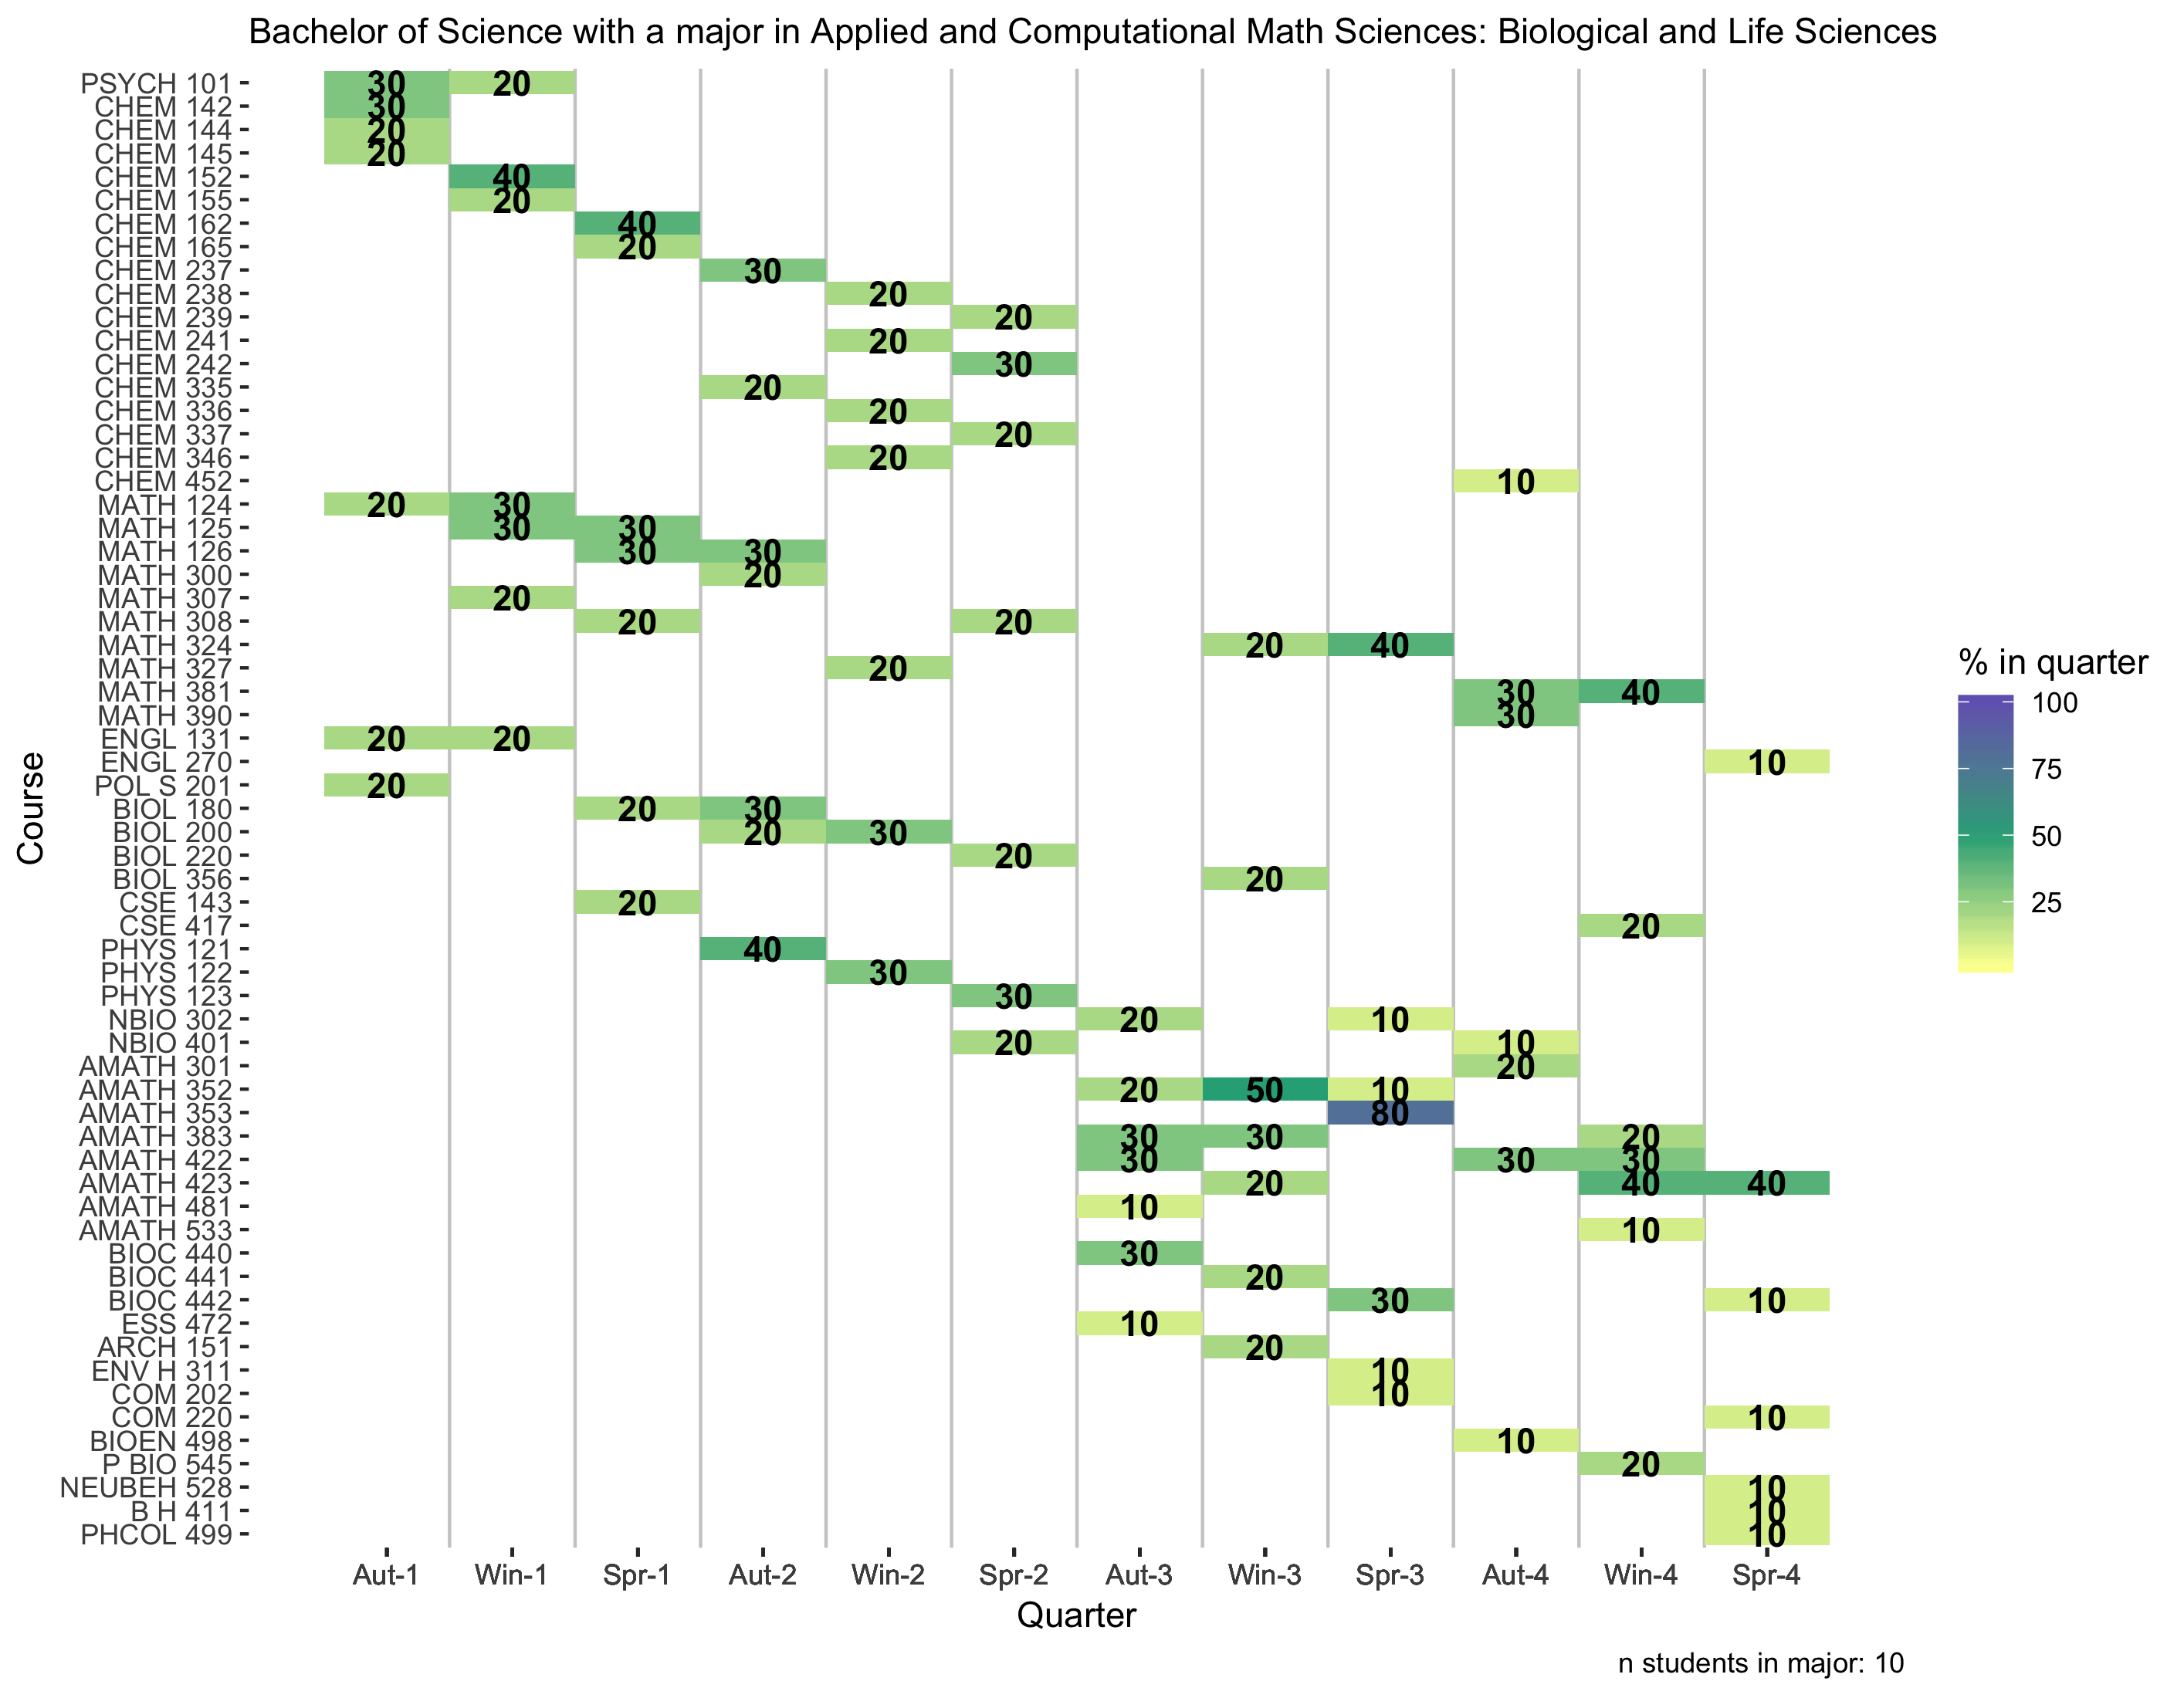 Bachelor of Science with a major in Applied and Computational Math Sciences: Biological and Life Sciences
PSYCH 101 30 20
CHEM 142 30
CHEM 144 20
CHEM 145 20
CHEM 152 40
CHEM 155 20
CHEM 162 40
CHEM 165 20
CHEM 237 30
CHEM 238 20
CHEM 239 20
CHEM 241 20
CHEM 242 30
CHEM 335 20
CHEM 336 20
CHEM 337 20
CHEM 346 20
CHEM 452 10
MATH 124 20 30
MATH 125 30 30
MATH 126 30 30
MATH 300 20
MATH 307 20
MATH 308 20 20
MATH 324 20 40
MATH 327 20
MATH 381 30 40
MATH 390 30
ENGL 131 20 20
ENGL 270 10
POL S 201 20
BIOL 180 20 30
BIOL 200 20 30
BIOL 220 20
BIOL 356 20
CSE 143 20
CSE 417 20
PHYS 121 40
PHYS 122 30
PHYS 123 30
NBIO 302 20 10
NBIO 401 20 10
AMATH 301 20
AMATH 352 20 50 10
AMATH 353 80
AMATH 383 30 30 20
AMATH 422 30 30 30
AMATH 423 20 40 40
AMATH 481 10
AMATH 533 10
BIOC 440 30
BIOC 441 20
BIOC 442 30 10
ESS 472 10
ARCH 151 20
ENV H 311 10
COM 202 10
COM 220 10
BIOEN 498 10
P BIO 545 20
NEUBEH 528 10
B H 411 10
PHCOL 499 10
Aut-1 Win-1 Spr-1 Aut-2 Win-2 Spr-2 Aut-3 Win-3 Spr-3 Aut-4 Win-4 Spr-4
Quarter
Course
% in quarter
100
75
50
25
n students in major: 10